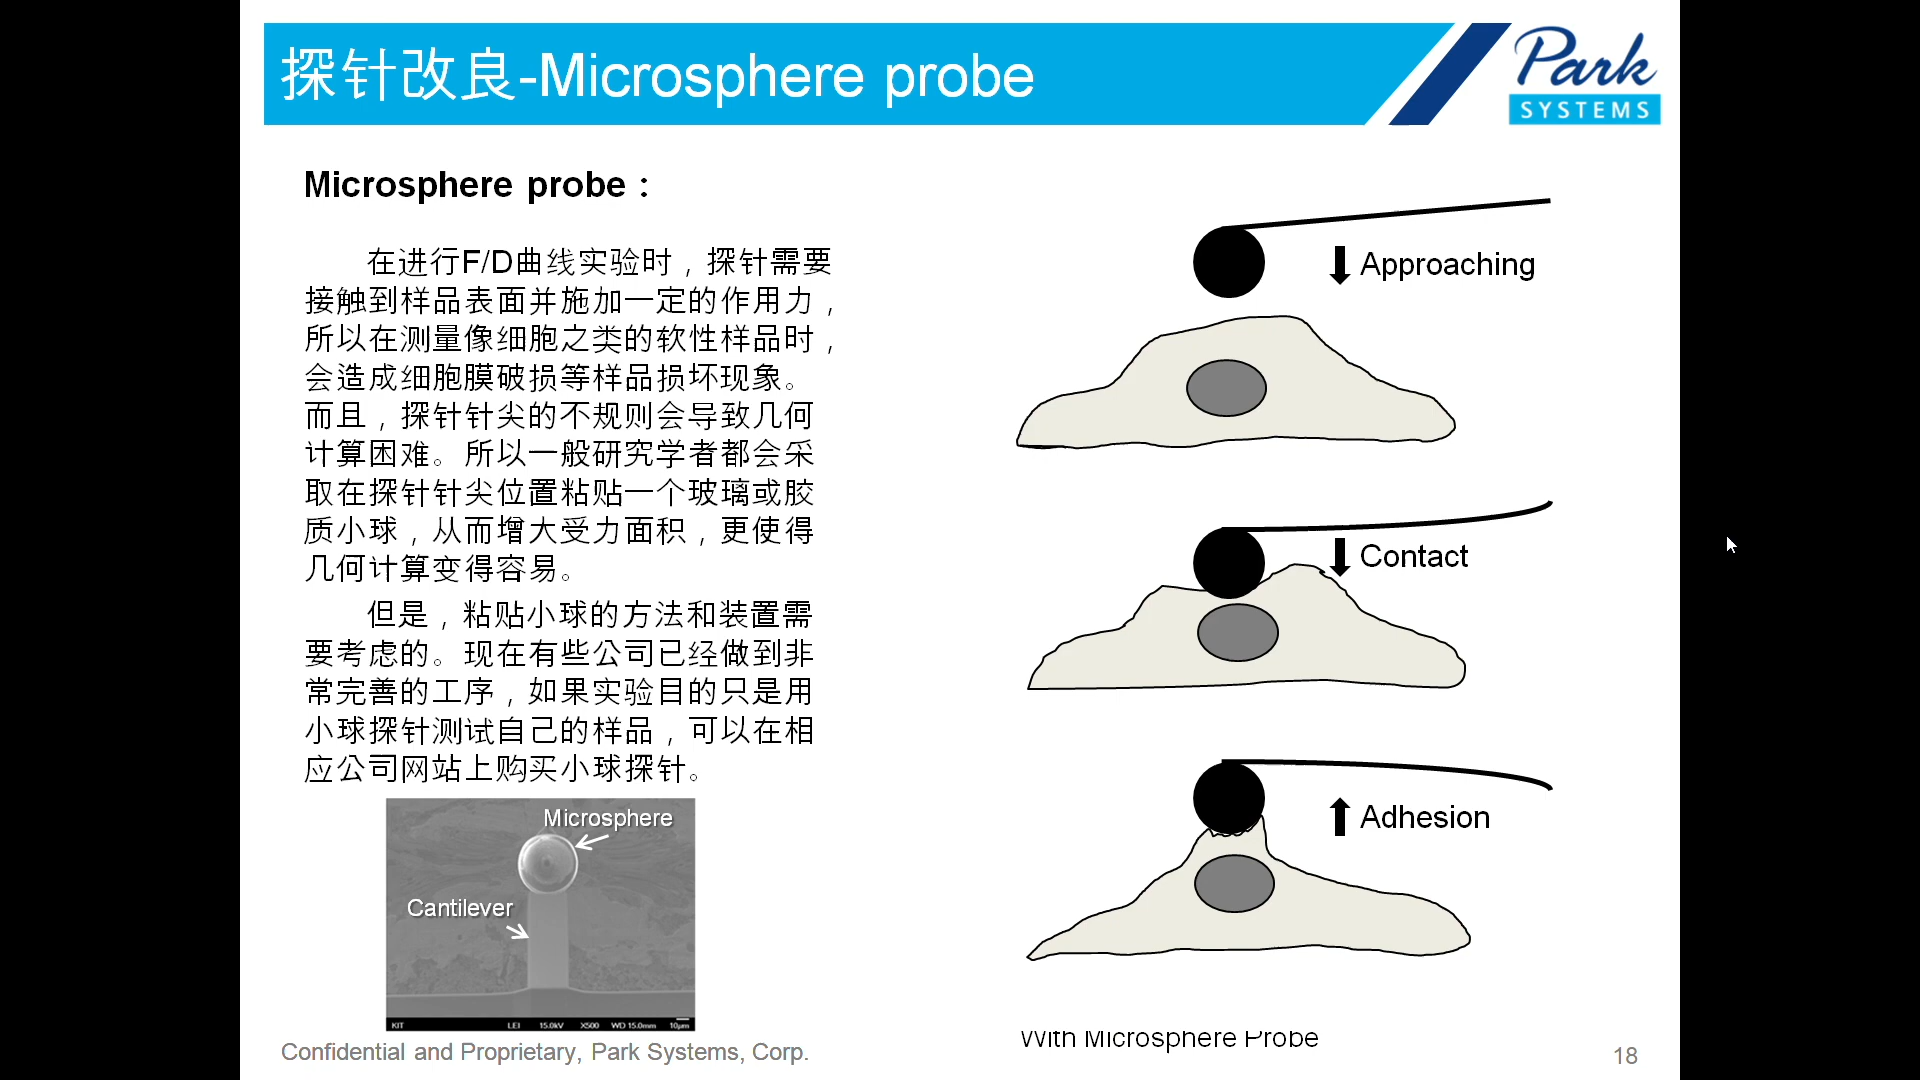 探针改良-Microsphere probe
Park
SYSTEMS
Microsphere probe：
在进行F/D曲线实验时，探针需要
接触到样品表面并施加一定的作用力，
所以在测量像细胞之类的软性样品时，
会造成细胞膜破损等样品损坏现象。
而且，探针针尖的不规则会导致几何
计算困难。所以一般研究学者都会采
取在探针针尖位置粘贴一个玻璃或胶
质小球，从而增大受力面积，更使得
几何计算变得容易。
但是，粘贴小球的方法和装置需
要考虑的。现在有些公司已经做到非
常完善的工序，如果实验目的只是用
小球探针测试自己的样品，可以在相
应公司网站上购买小球探针。
Microsphere
Cantilever
KIT LEI 15.0kV X500 WD 15.0mm 10μm
Approaching
Contact
Adhesion
With Microsphere Probe
Confidential and Proprietary, Park Systems, Corp.
18